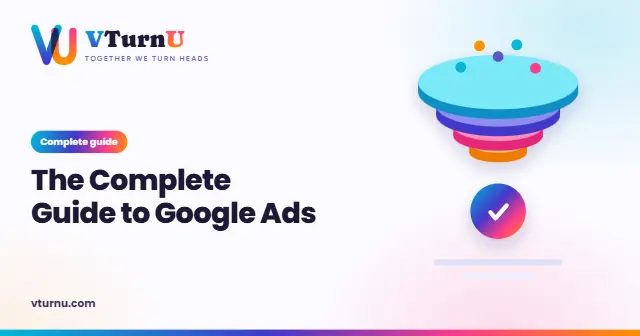 VTurnU
TOGETHER WE TURN HEADS
Complete guide
The Complete
Guide to Google Ads
vturnu.com